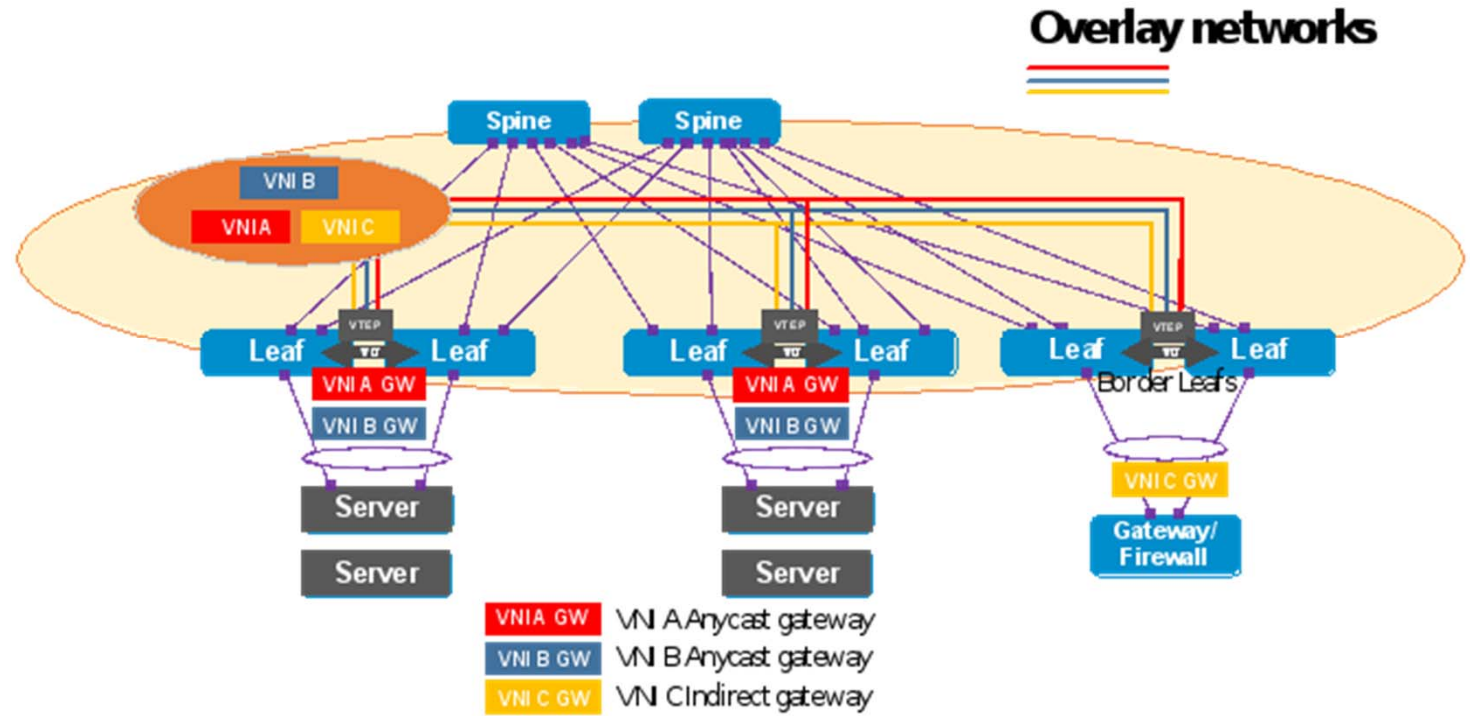 Overlay networks
Spine
Spine
VNI B
VNI A
VNI C
VTEP
VTEP
VTEP
Leaf
Leaf
Leaf
Leaf
Leaf
Leaf
Border Leafs
VNI A GW
VNI A GW
VNI B GW
VNI B GW
VNI C GW
Server
Server
Gateway/
Firewall
Server
Server
VNI A GW VNI A Anycast gateway
VNI B GW VNI B Anycast gateway
VNI C GW VNI C Indirect gateway